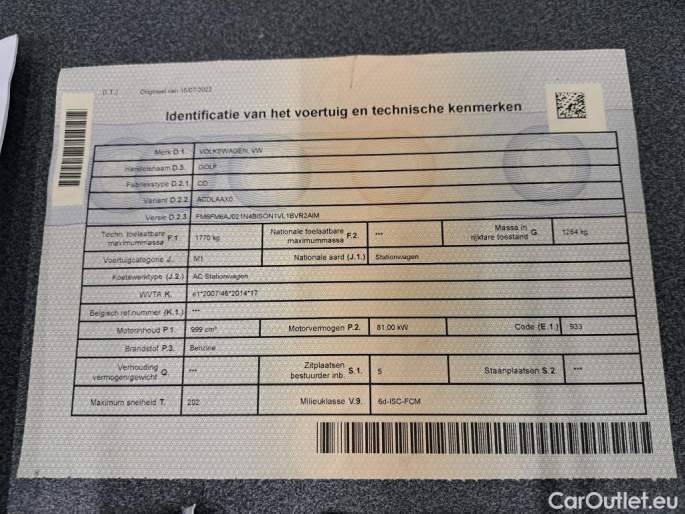 (I.1.) Origineel van 15/07/2022
Identificatie van het voertuig en technische kenmerken
Merk D.1. VOLKSWAGEN, VW
Handelsnaam D.3. GOLF
Fabriekstype D.2.1 CD
Variant D.2.2 ACDLAAX0
Versie D.2.3
Techn. toelaatbare maximummassa F.1 1770 kg Nationale toelaatbare maximummassa F.2. *** Massa in rijklare toestand G. 1264 kg
Voertuigcategorie J. M1 Nationale aard (J.1.) Stationwagen
Koetswerktype (J.2.) AC Stationwagen
WVTA K. e1*2007/46*2014*17
Belgisch ref.nummer (K.1.) ***
Motorinhoud P.1. 999 cm³ Motorvermogen P.2. 81,00 kW Code (E.1.) 933
Brandstof P.3. Benzine
Verhouding vermogen/gewicht Q. *** Zitplaatsen bestuurder inb. S.1. 5 Staanplaatsen S.2. ***
Maximum snelheid T. 202 Milieuklasse V.9. 6d-ISC-FCM
CarOutlet.eu